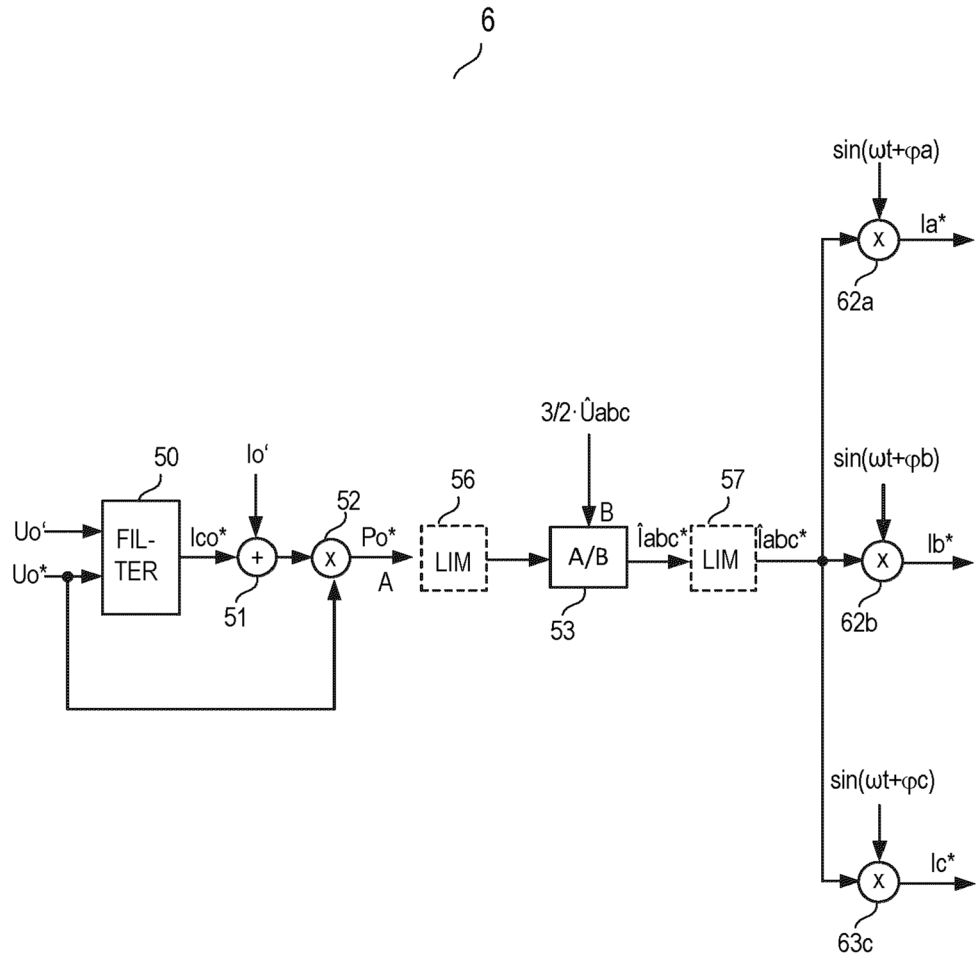 6
sin(ωt+φa)
x
Ia*
62a
3/2·Ûabc
sin(ωt+φb)
50
Io‘
52
56
B
57
Uo‘
Uo*
FIL-
TER
Ico*
+
51
x
Po*
A
LIM
A/B
53
Îabc*
LIM
Îabc*
x
Ib*
62b
sin(ωt+φc)
x
Ic*
63c